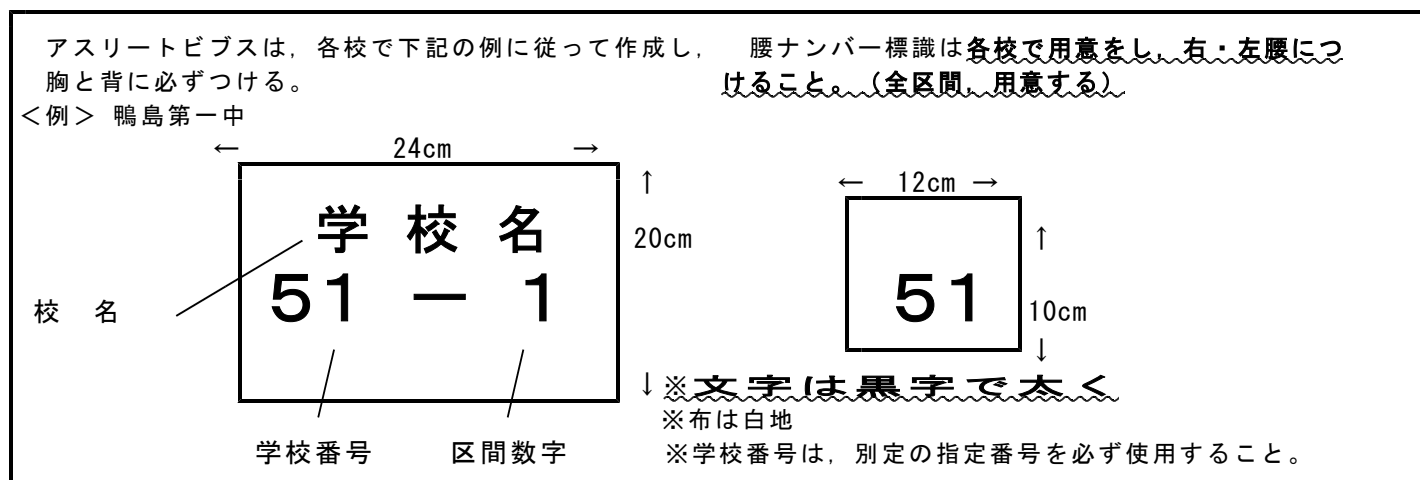 アスリートビブスは，各校で下記の例に従って作成し，
胸と背に必ずつける。
＜例＞ 鴨島第一中
腰ナンバー標識は各校で用意をし，右・左腰につ
けること。（全区間，用意する）
← 24cm →
学 校 名
51 － 1
↑
20cm
↓
校 名
学校番号 区間数字
← 12cm →
51
↑
10cm
↓
※文字は黒字で太く
※布は白地
※学校番号は，別定の指定番号を必ず使用すること。